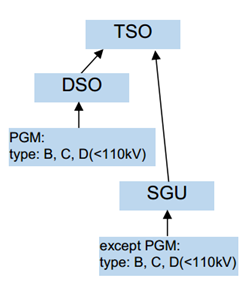 TSO
DSO
PGM:
type: B, C, D(<110kV)
SGU
except PGM:
type: B, C, D(<110kV)